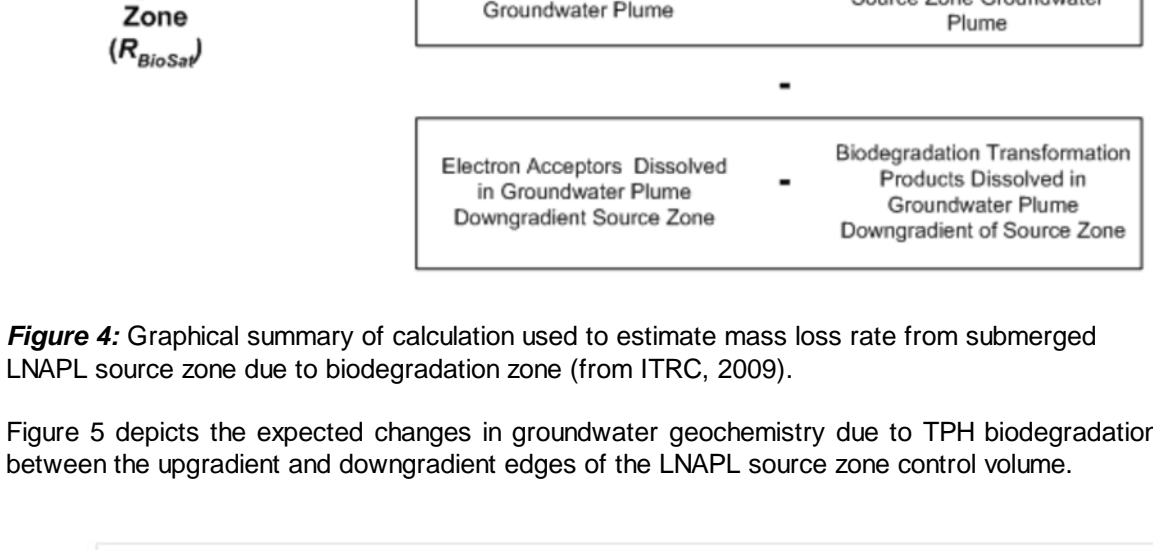 Zone
(R_BioSat)
Groundwater Plume
Source Zone Groundwater
Plume
-
Electron Acceptors Dissolved
in Groundwater Plume
Downgradient Source Zone
-
Biodegradation Transformation
Products Dissolved in
Groundwater Plume
Downgradient of Source Zone
Figure 4: Graphical summary of calculation used to estimate mass loss rate from submerged
LNAPL source zone due to biodegradation zone (from ITRC, 2009).
Figure 5 depicts the expected changes in groundwater geochemistry due to TPH biodegradation
between the upgradient and downgradient edges of the LNAPL source zone control volume.